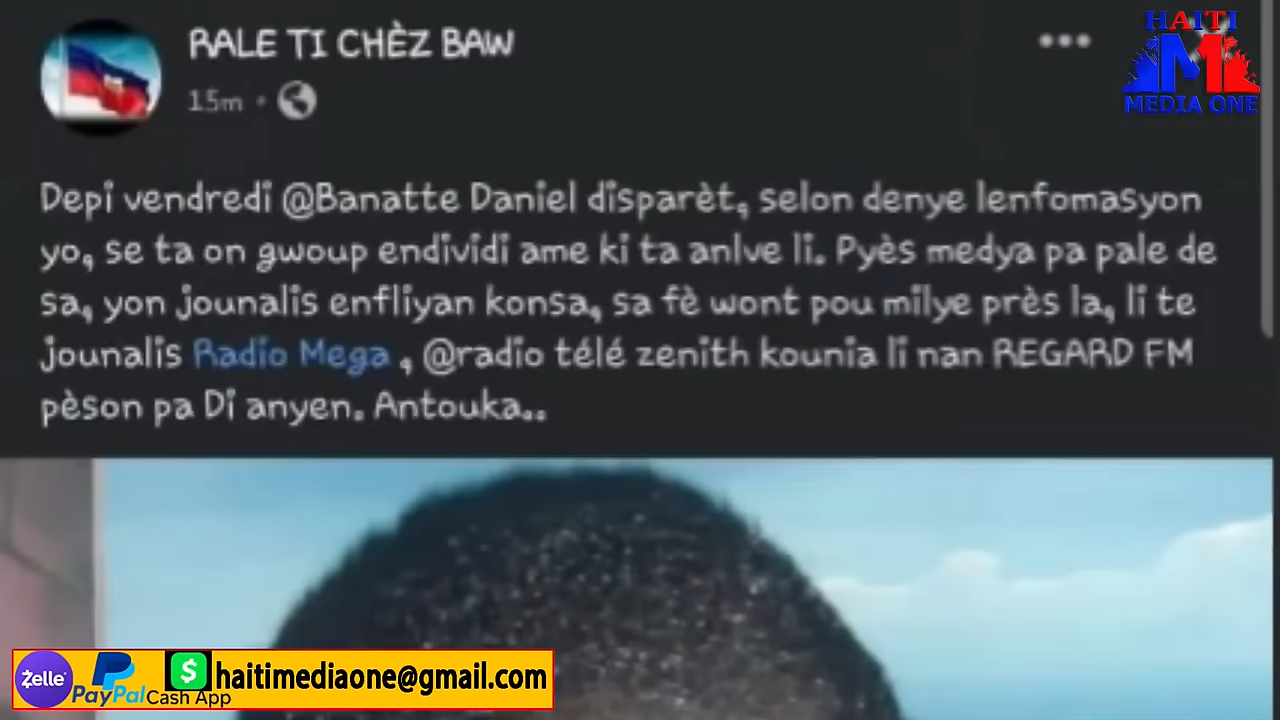 RALE TI CHÈZ BAW
15m
HAITI
MEDIA ONE
Depi vendredi @Banatte Daniel disparèt, selon denye lenfomasyon
yo, se ta on gwoup endividi ame ki ta anlve li. Pyès medya pa pale de
sa, yon jounalis enfliyan konsa, sa fè wont pou milye près la, li te
jounalis Radio Mega , @radio télé zenith kounia li nan REGARD FM
pèson pa Di anyen. Antouka..
Zelle
PayPal
$
Cash App
haitimediaone@gmail.com